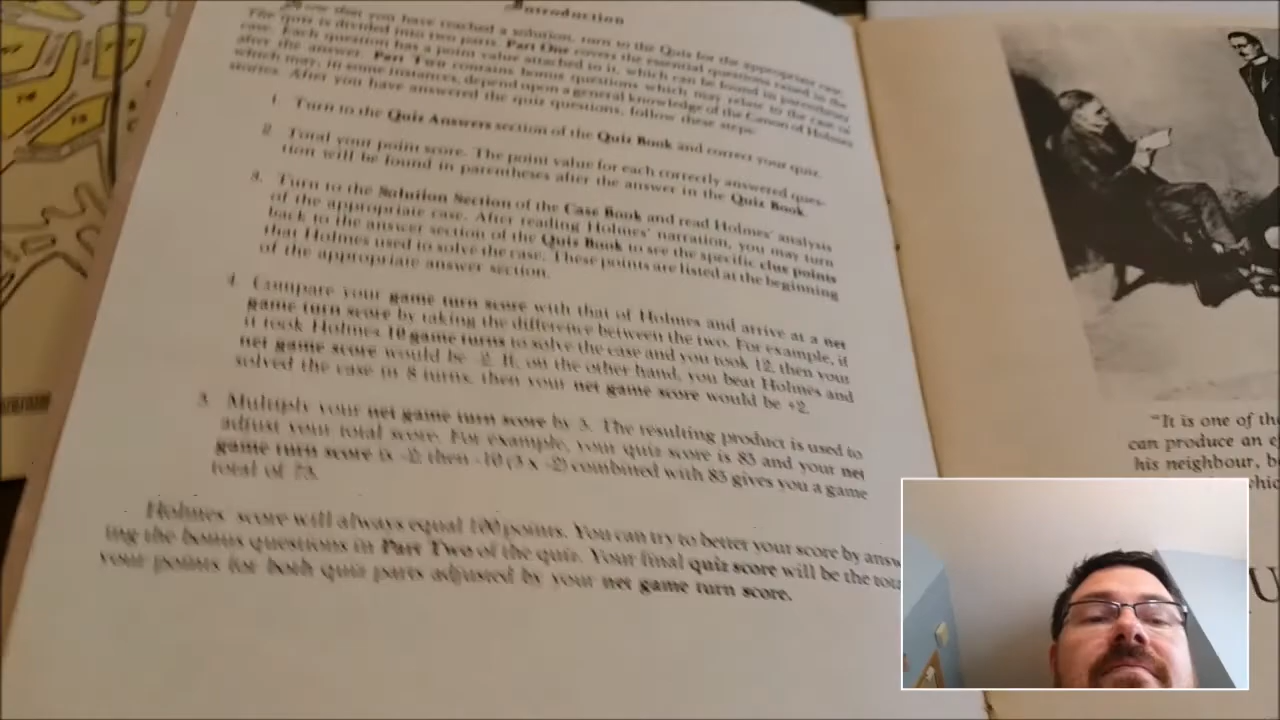 Introduction
Now that you have reached a solution, turn to the Quiz for the appropriate case.
The quiz is divided into two parts. Part One covers the essential questions raised in the
case. Each question has a point value attached to it, which can be found in parentheses
after the answer. Part Two contains bonus questions which may relate to the case or
which may, in some instances, depend upon a general knowledge of the Canon of Holmes
stories. After you have answered the quiz questions, follow these steps:
1. Turn to the Quiz Answers section of the Quiz Book and correct your quiz.
2. Total your point score. The point value for each correctly answered ques-
tion will be found in parentheses after the answer in the Quiz Book.
3. Turn to the Solution Section of the Case Book and read Holmes' analysis
of the appropriate case. After reading Holmes' narration, you may turn
back to the answer section of the Quiz Book to see the specific clue points
that Holmes used to solve the case. These points are listed at the beginning
of the appropriate answer section.
4. Compare your game turn score with that of Holmes and arrive at a net
game turn score by taking the difference between the two. For example, if
it took Holmes 10 game turns to solve the case and you took 12, then your
net game score would be -2. If, on the other hand, you beat Holmes and
solved the case in 8 turns, then your net game score would be +2.
5. Multiply your net game turn score by 5. The resulting product is used to
adjust your total score. For example, your quiz score is 85 and your net
game turn score is -2 then -10 (5 x -2) combined with 85 gives you a game
total of 75.
Holmes' score will always equal 100 points. You can try to better your score by answ
ing the bonus questions in Part Two of the quiz. Your final quiz score will be the tot
your points for both quiz parts adjusted by your net game turn score.
"It is one of th
can produce an e
his neighbour, b
hic
U